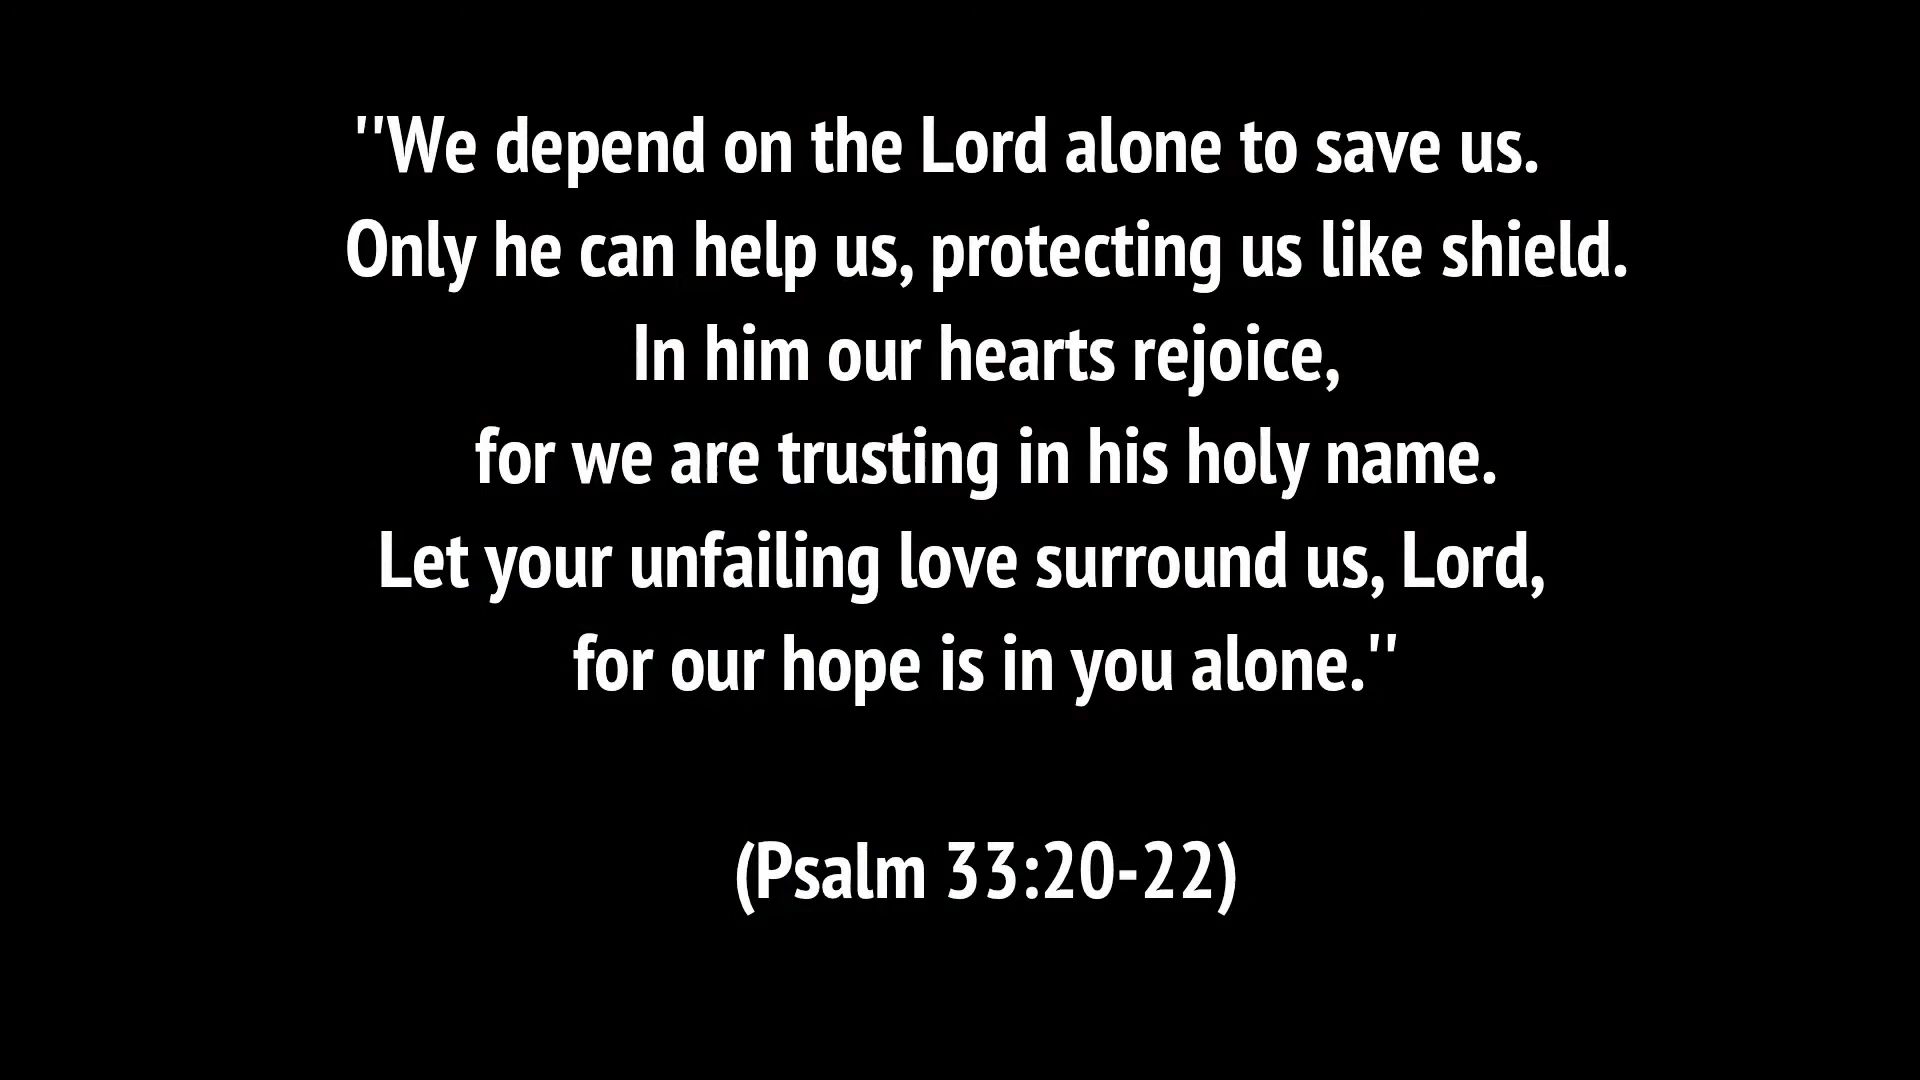 "We depend on the Lord alone to save us.
Only he can help us, protecting us like shield.
In him our hearts rejoice,
for we are trusting in his holy name.
Let your unfailing love surround us, Lord,
for our hope is in you alone."
(Psalm 33:20-22)